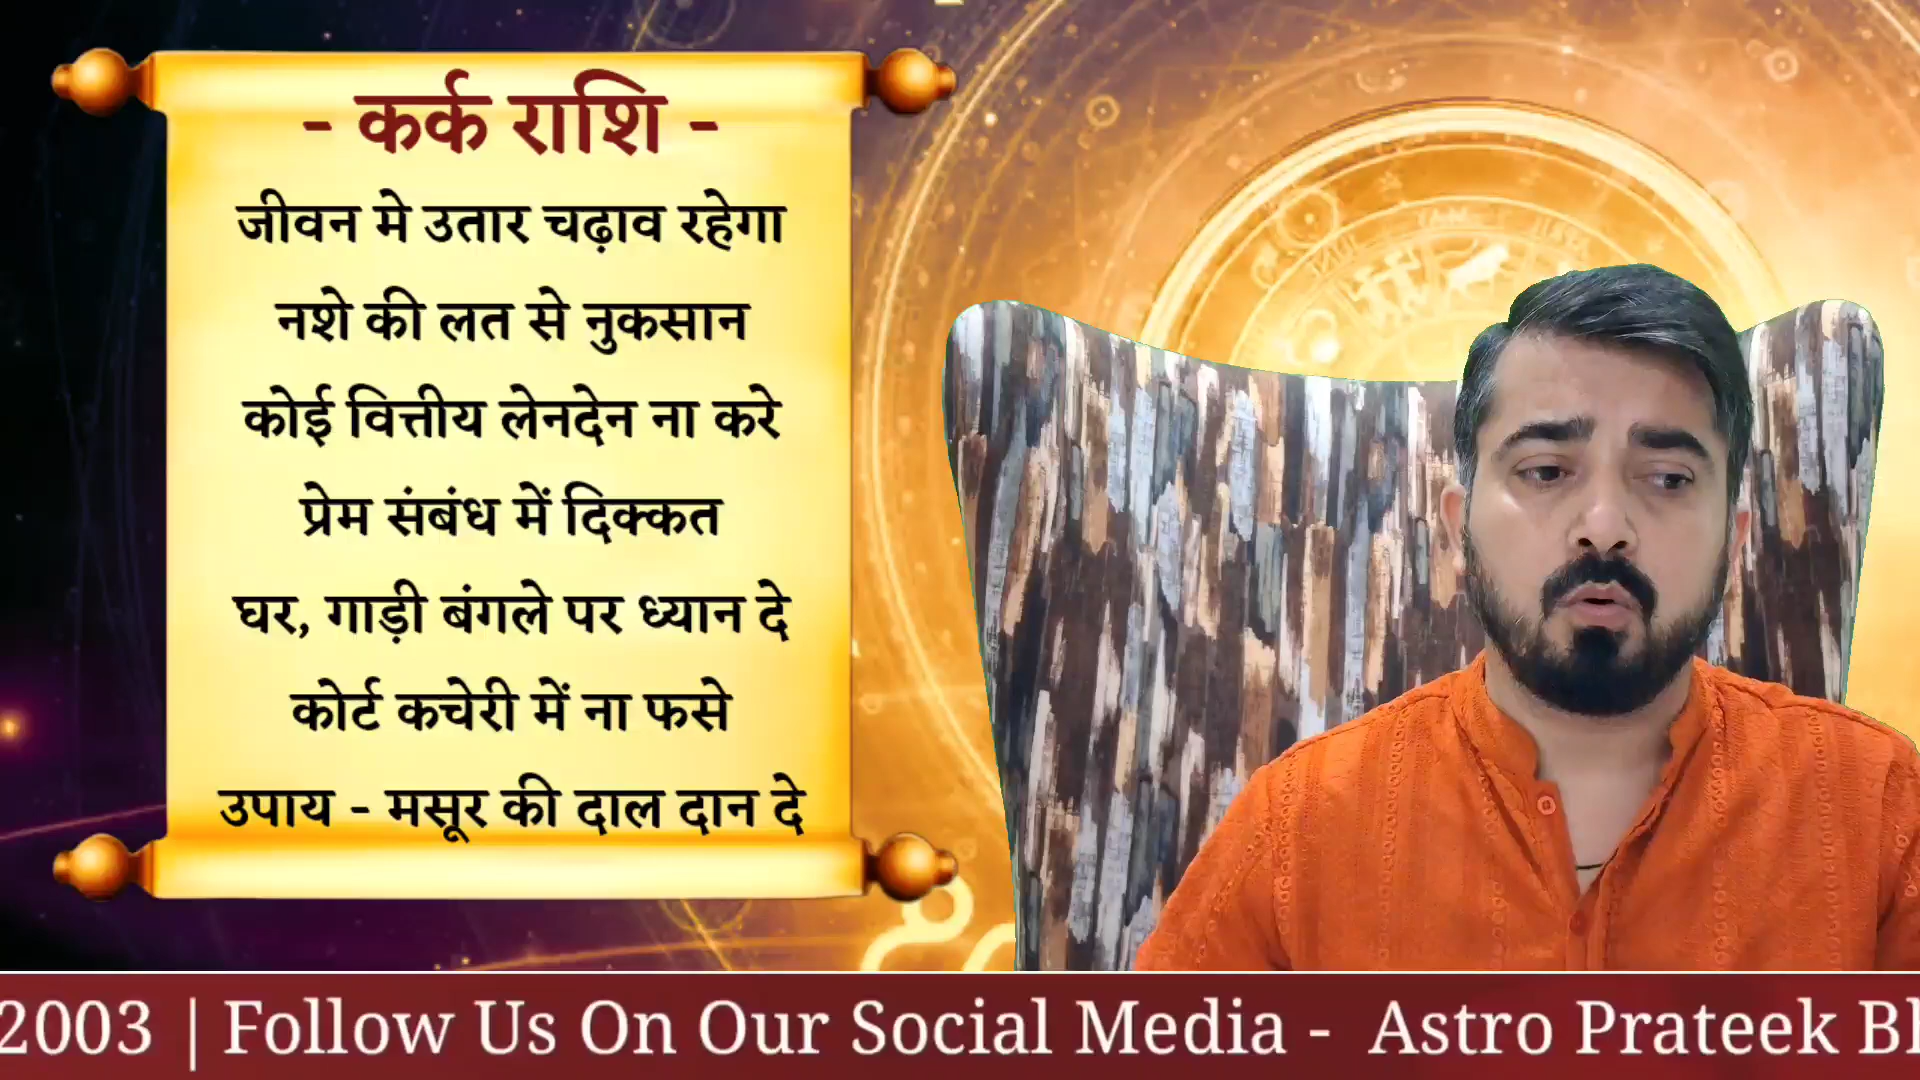 - कर्क राशि -
जीवन मे उतार चढ़ाव रहेगा
नशे की लत से नुकसान
कोई वित्तीय लेनदेन ना करे
प्रेम संबंध में दिक्कत
घर, गाड़ी बंगले पर ध्यान दे
कोर्ट कचेरी में ना फसे
उपाय - मसूर की दाल दान दे
2003 | Follow Us On Our Social Media - Astro Prateek